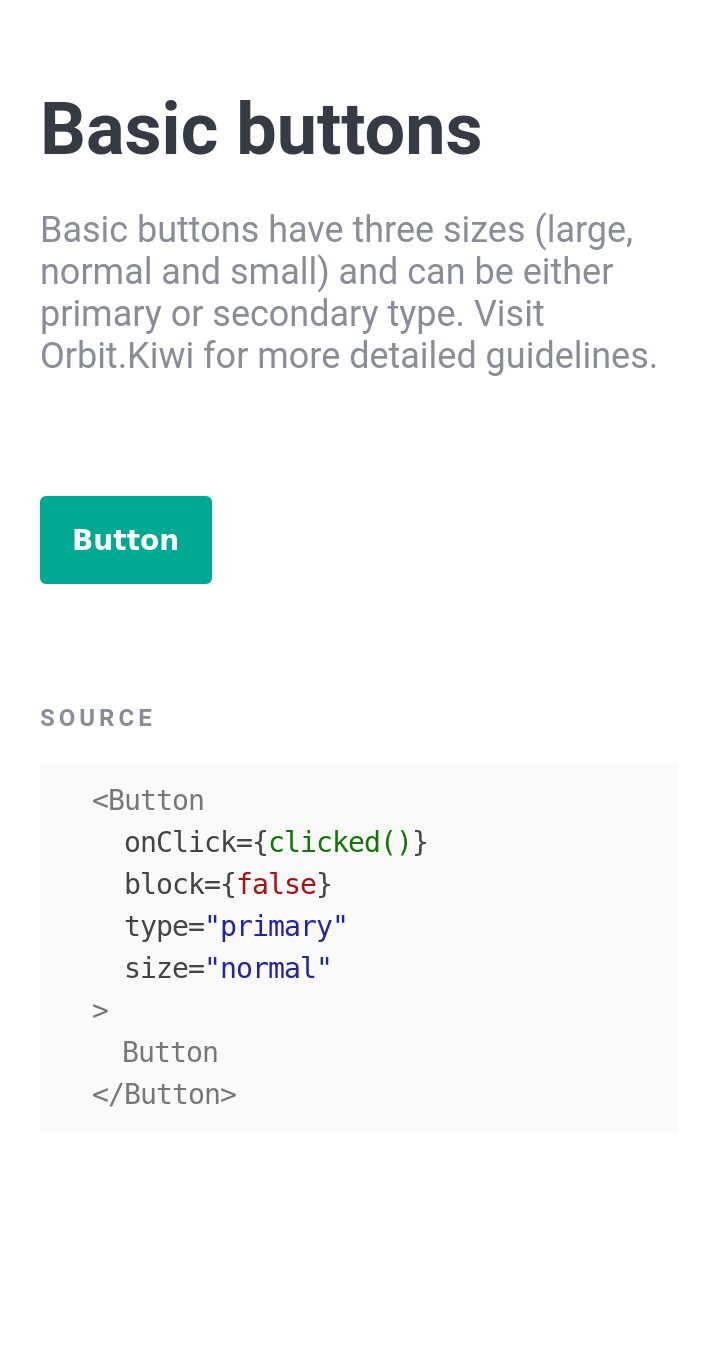 Basic buttons
Basic buttons have three sizes (large,
normal and small) and can be either
primary or secondary type. Visit
Orbit.Kiwi for more detailed guidelines.
Button
SOURCE
<Button
onClick={clicked()}
block={false}
type="primary"
size="normal"
>
Button
</Button>